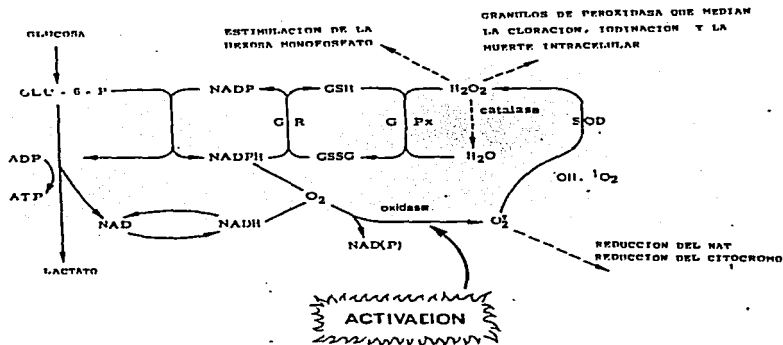 ESTIMULACION DE LA
HEXOSA MONOFOSFATO
GRANULOS DE PEROXIDASA QUE MEDIAN
LA CLORACION, IODINACION Y LA
MUERTE INTRACELULAR
GLUCOSA
GLU - 6 - P
NADP
GSH
H2O2
catalasa
G R
G Px
SOD
ADP
NADPH
GSSG
H2O
OH. ¹O2
ATP
O2
NAD
NADH
oxidasa
O2
NAD(P)
REDUCCION DEL NAT
REDUCCION DEL CITOCROMO
LACTATO
ACTIVACION